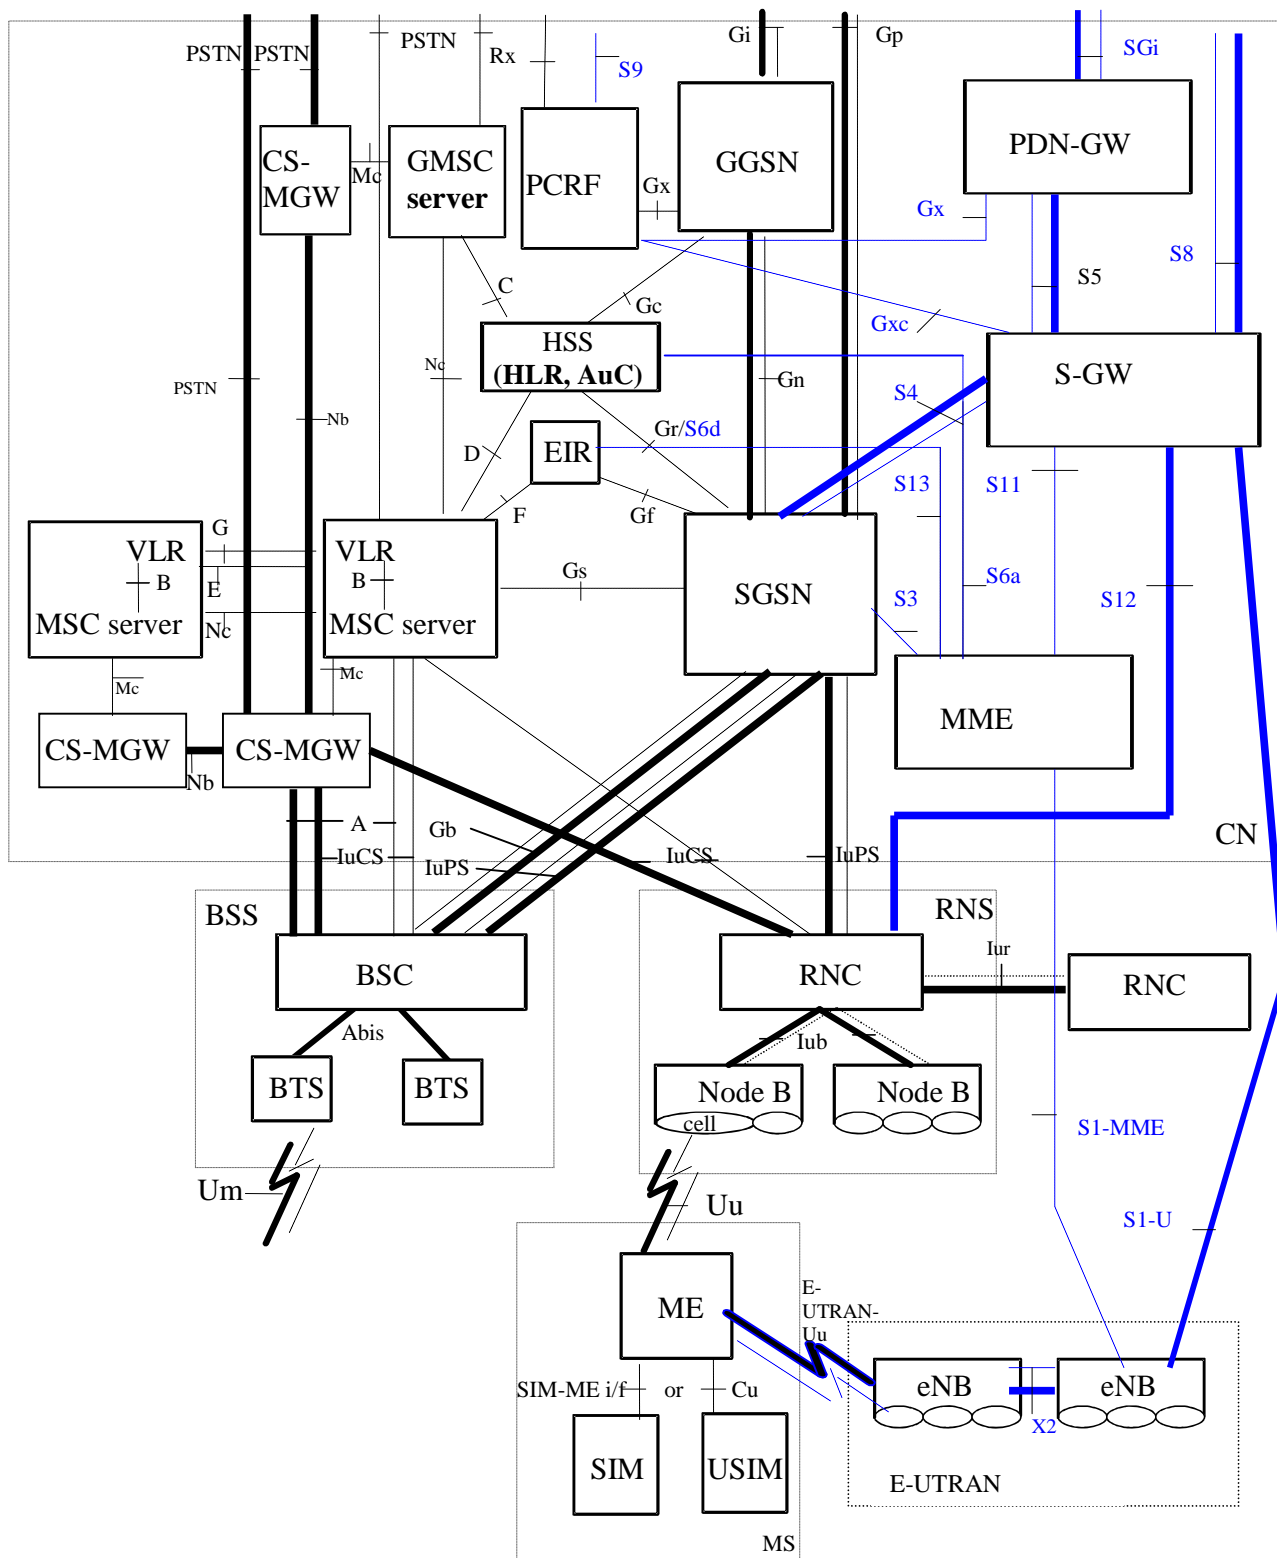 PSTN
PSTN
PSTN
Rx
S9
Gi
Gp
SGi
CS-
MGW
Mc
GMSC
server
PCRF
Gx
GGSN
PDN-GW
Gx
S8
S5
C
Gc
Gxc
HSS
(HLR, AuC)
S-GW
PSTN
Nc
Nb
Gn
S4
D
EIR
Gr/S6d
S13
S11
F
Gf
G
VLR
B
E
MSC server
Nc
VLR
B
MSC server
Gs
SGSN
S3
S6a
S12
Mc
Mc
MME
CS-MGW
Nb
CS-MGW
A
Gb
IuCS
IuPS
IuCS
IuPS
CN
BSS
RNS
BSC
RNC
Iur
RNC
Abis
Iub
BTS
BTS
Node B
cell
Node B
S1-MME
Um
Uu
S1-U
ME
E-
UTRAN-
Uu
SIM-ME i/f
or
Cu
eNB
eNB
X2
SIM
USIM
E-UTRAN
MS